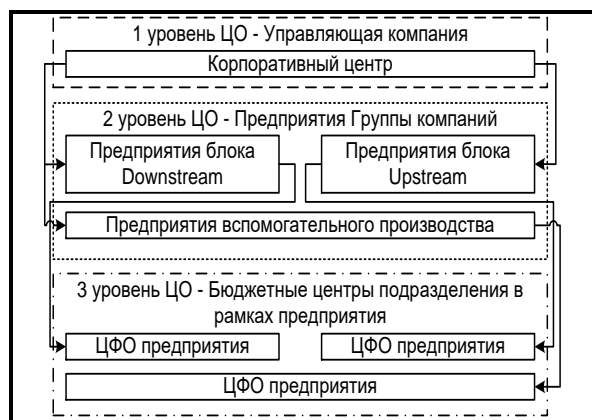 1 уровень ЦО - Управляющая компания
Корпоративный центр
2 уровень ЦО - Предприятия Группы компаний
Предприятия блока
Downstream
Предприятия блока
Upstream
Предприятия вспомогательного производства
3 уровень ЦО - Бюджетные центры подразделения в
рамках предприятия
ЦФО предприятия
ЦФО предприятия
ЦФО предприятия